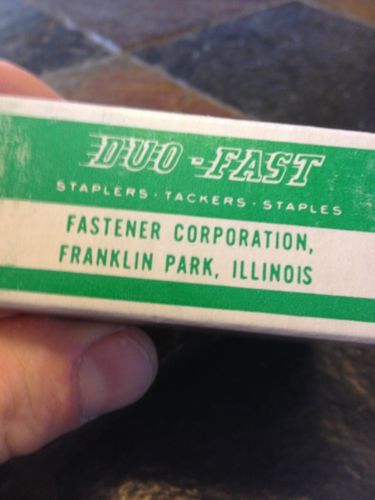 DUO-FAST
STAPLERS · TACKERS · STAPLES
FASTENER CORPORATION,
FRANKLIN PARK, ILLINOIS